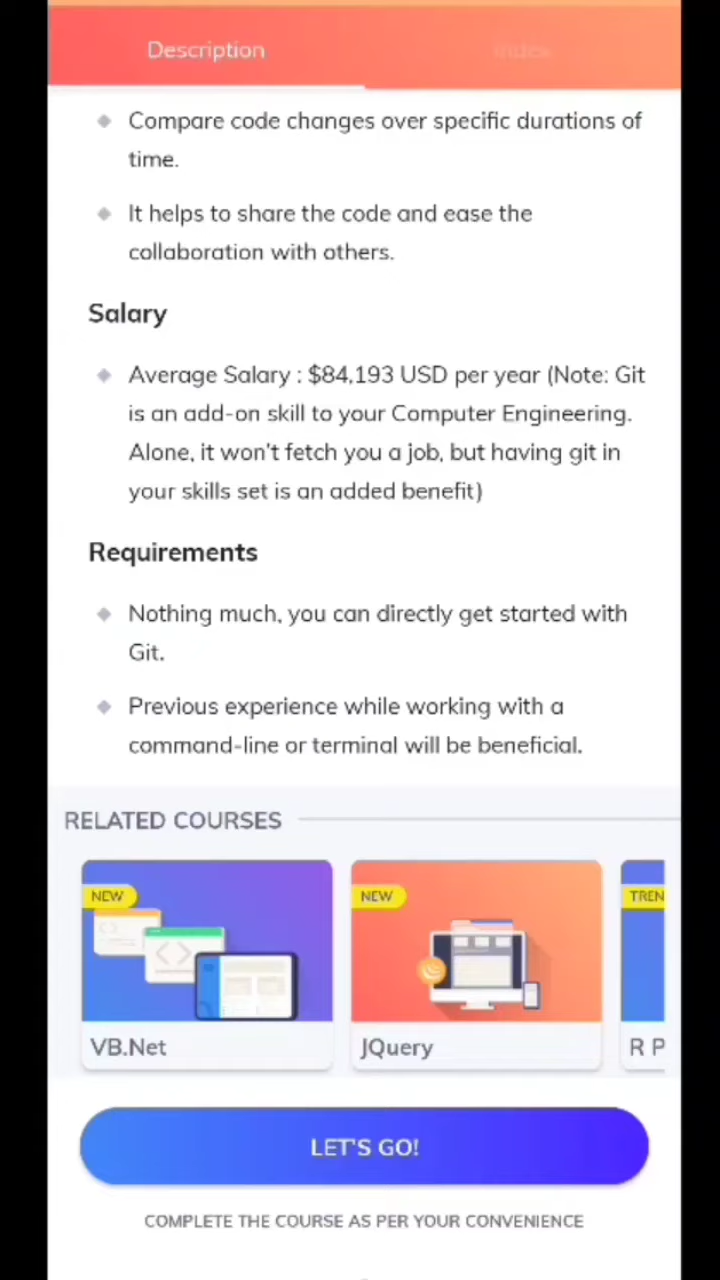 Description
Index
Compare code changes over specific durations of
time.
It helps to share the code and ease the
collaboration with others.
Salary
Average Salary : $84,193 USD per year (Note: Git
is an add-on skill to your Computer Engineering.
Alone, it won't fetch you a job, but having git in
your skills set is an added benefit)
Requirements
Nothing much, you can directly get started with
Git.
Previous experience while working with a
command-line or terminal will be beneficial.
RELATED COURSES
NEW
NEW
TREN
VB.Net
JQuery
R P
LET'S GO!
COMPLETE THE COURSE AS PER YOUR CONVENIENCE